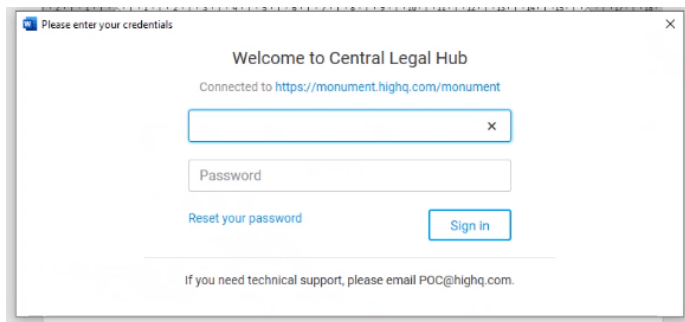 Please enter your credentials
Welcome to Central Legal Hub
Connected to https://monument.highq.com/monument
Password
Reset your password
Sign in
If you need technical support, please email POC@highq.com.